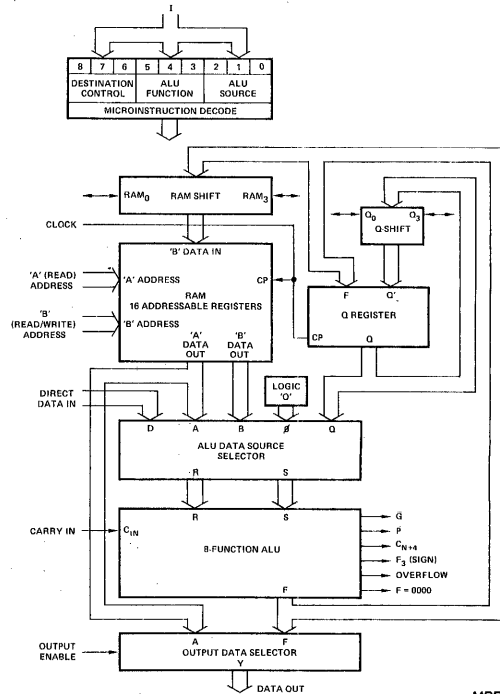 I
8 7 6 5 4 3 2 1 0
DESTINATION CONTROL ALU FUNCTION ALU SOURCE
MICROINSTRUCTION DECODE
RAM0 RAM SHIFT RAM3
Q0 Q3
Q-SHIFT
CLOCK
'B' DATA IN
'A' (READ) ADDRESS
'A' ADDRESS
CP
RAM
16 ADDRESSABLE REGISTERS
'B' (READ/WRITE) ADDRESS
'B' ADDRESS
'A' DATA OUT
'B' DATA OUT
F Q'
Q REGISTER
CP Q
LOGIC '0'
DIRECT DATA IN
D A B Ø Q
ALU DATA SOURCE SELECTOR
R S
R S
CARRY IN
CIN
8-FUNCTION ALU
F
G̅
P̅
CN+4
F3 (SIGN)
OVERFLOW
F = 0000
A F
OUTPUT ENABLE
OUTPUT DATA SELECTOR
Y
DATA OUT